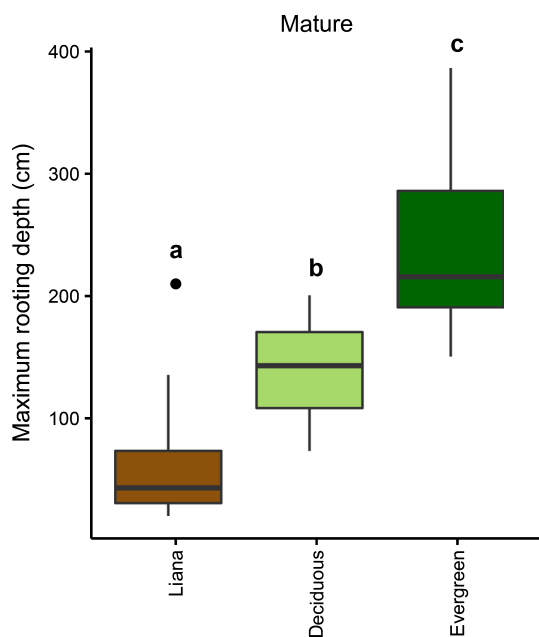 Mature
Maximum rooting depth (cm)
400
300
200
100
a
b
c
Liana
Deciduous
Evergreen